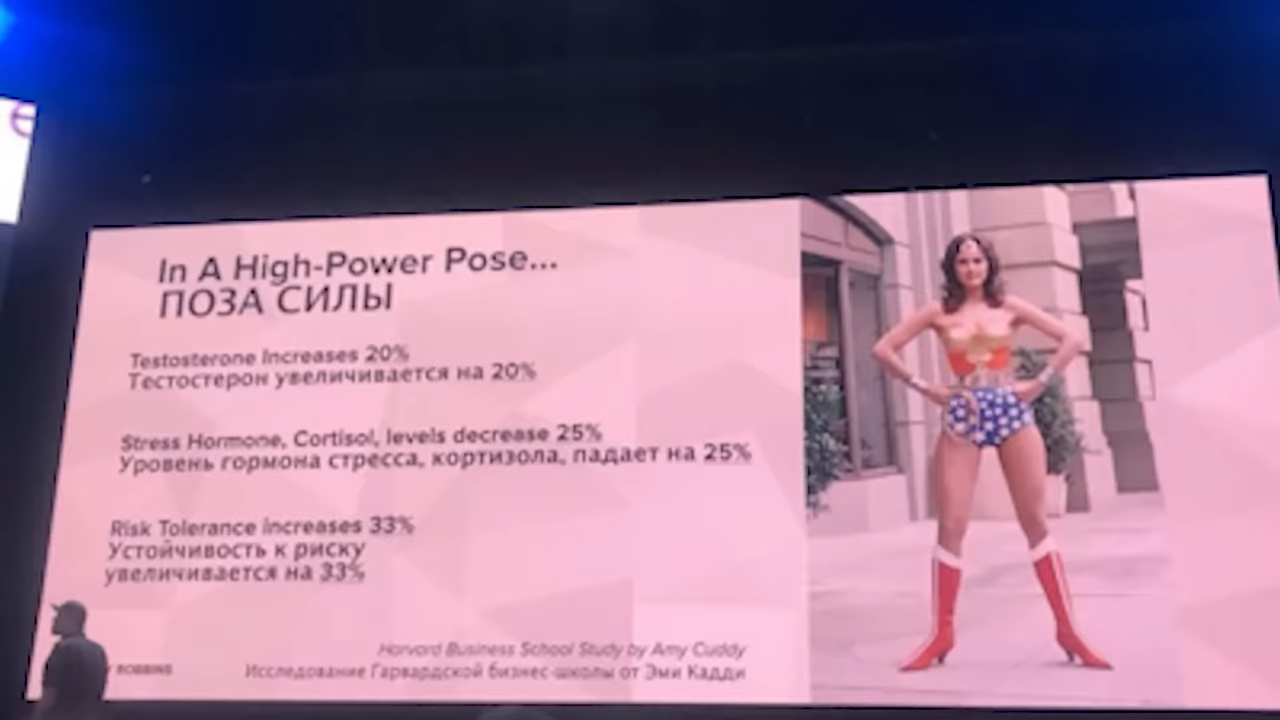 In A High-Power Pose...
ПОЗА СИЛЫ
Testosterone Increases 20%
Тестостерон увеличивается на 20%
Stress Hormone, Cortisol, levels decrease 25%
Уровень гормона стресса, кортизола, падает на 25%
Risk Tolerance increases 33%
Устойчивость к риску
увеличивается на 33%
Harvard Business School Study by Amy Cuddy
Исследование Гарвардской бизнес-школы от Эми Кадди
ROBBINS